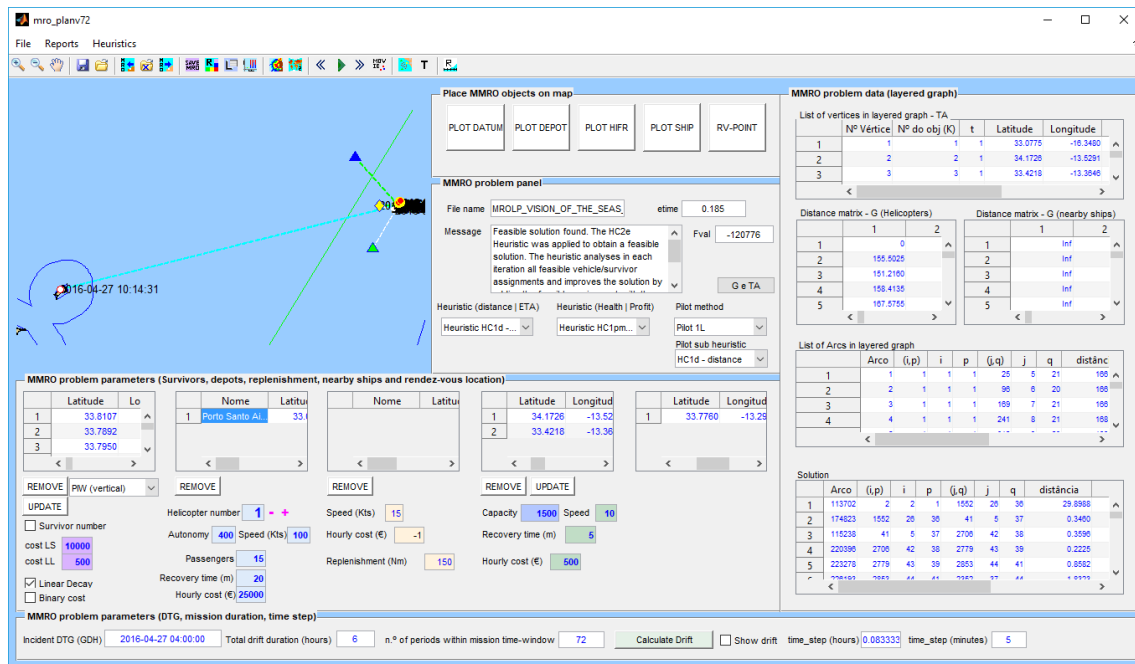 mro_planv72
File Reports Heuristics
SAVE MMRO
MOV IE
T
R
2016-04-27 10:14:31
20
Place MMRO objects on map
PLOT DATUM PLOT DEPOT PLOT HIFR PLOT SHIP RV-POINT
MMRO problem panel
File name MROLP_VISION_OF_THE_SEAS_ etime 0.185
Message Feasible solution found. The HC2e
Heuristic was applied to obtain a feasible
solution. The heuristic analyses in each
iteration all feasible vehicle/survivor
assignments and improves the solution by
Fval -120776
G e TA
Heuristic (distance | ETA) Heuristic (Health | Profit) Pilot method
Heuristic HC1d -... Heuristic HC1pm... Pilot 1L
Pilot sub heuristic
HC1d - distance
MMRO problem data (layered graph)
List of vertices in layered graph - TA
Nº Vértice Nº do obj (K) t Latitude Longitude
1 1 1 1 33.0775 -16.3480
2 2 2 1 34.1726 -13.5291
3 3 3 1 33.4218 -13.3646
Distance matrix - G (Helicopters)
1 2
1 0
2 155.5025
3 151.2160
4 158.4135
5 167.5755
Distance matrix - G (nearby ships)
1 2
1 Inf
2 Inf
3 Inf
4 Inf
5 Inf
List of Arcs in layered graph
Arco (i,p) i p (j,q) j q distânc
1 1 1 1 1 25 5 21 166
2 2 1 1 1 96 6 20 166
3 3 1 1 1 169 7 21 166
4 4 1 1 1 241 8 21 168
Solution
Arco (i,p) i p (j,q) j q distância
1 113702 2 2 1 1552 26 36 29.8988
2 174823 1552 26 36 41 5 37 0.3460
3 115238 41 5 37 2706 42 38 0.3596
4 220396 2706 42 38 2779 43 39 0.2225
5 223278 2779 43 39 2853 44 41 0.8582
MMRO problem parameters (Survivors, depots, replenishment, nearby ships and rendez-vous location)
Latitude Lo
1 33.8107
2 33.7892
3 33.7950
Nome Latitu
1 Porto Santo Ai... 33.0
Nome Latitu
Latitude Longitud
1 34.1726 -13.52
2 33.4218 -13.36
Latitude Longitud
1 33.7760 -13.29
REMOVE PIW (vertical) REMOVE REMOVE REMOVE UPDATE
UPDATE
Survivor number
cost LS 10000
cost LL 500
Linear Decay
Binary cost
Helicopter number 1 - +
Autonomy 400 Speed (Kts) 100
Passengers 15
Recovery time (m) 20
Hourly cost (€) 25000
Speed (Kts) 15
Hourly cost (€) -1
Replenishment (Nm) 150
Capacity 1500 Speed 10
Recovery time (m) 5
Hourly cost (€) 500
MMRO problem parameters (DTG, mission duration, time step)
Incident DTG (GDH) 2016-04-27 04:00:00 Total drift duration (hours) 6 n.º of periods within mission time-window 72 Calculate Drift Show drift time_step (hours) 0.083333 time_step (minutes) 5